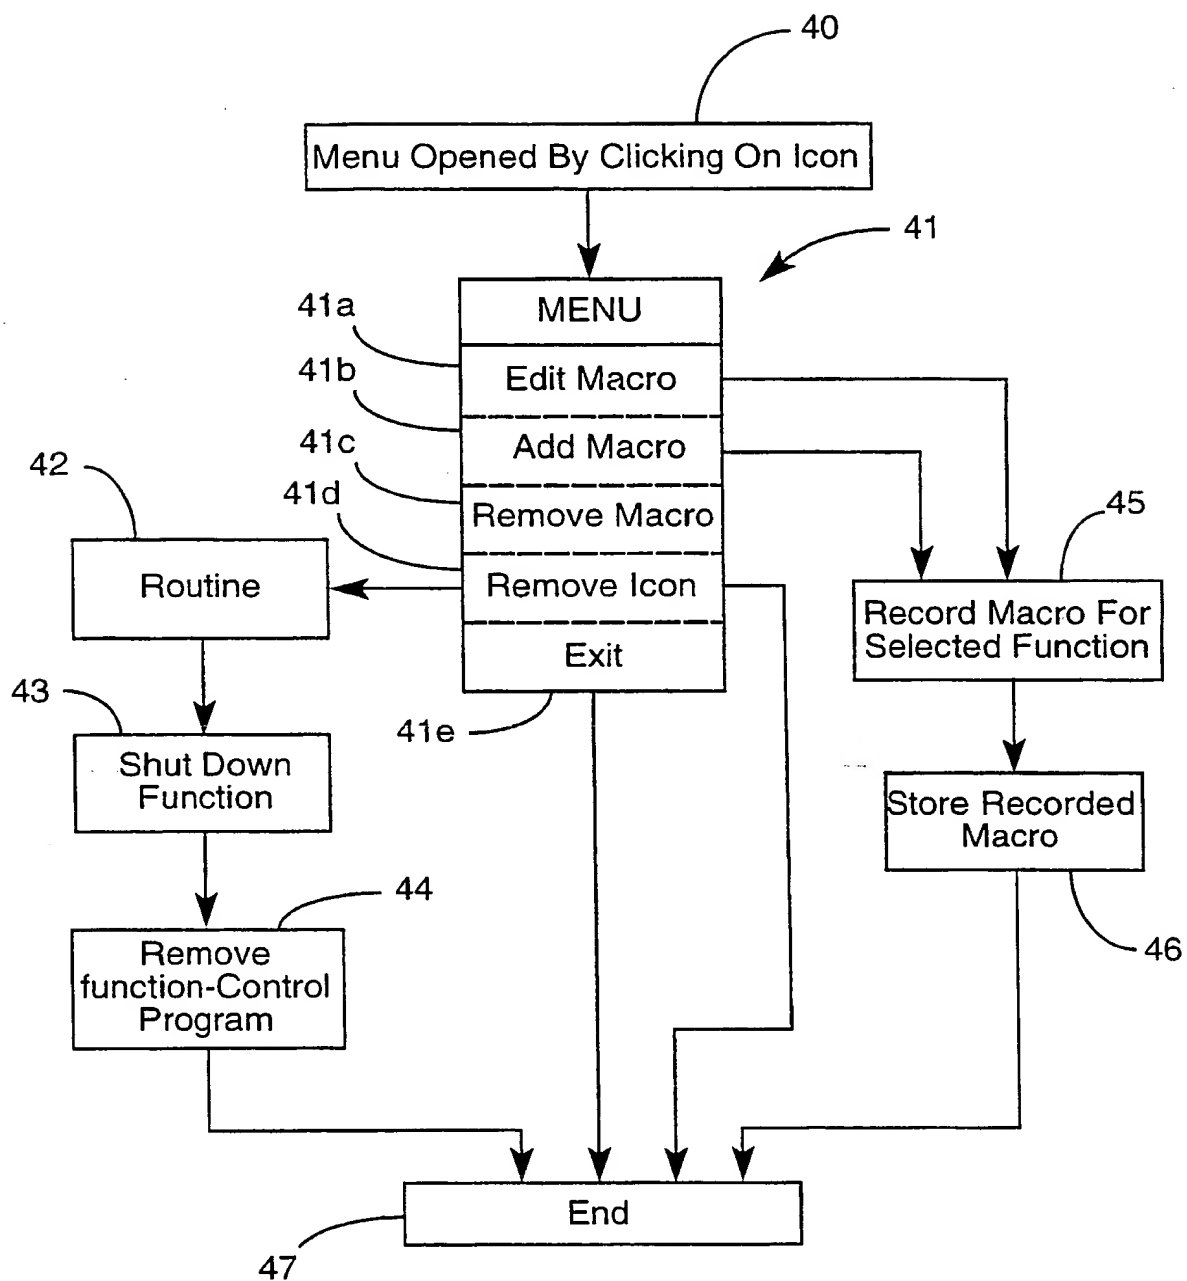 40
Menu Opened By Clicking On Icon
41
MENU
41a
Edit Macro
41b
Add Macro
41c
Remove Macro
41d
Remove Icon
Exit
41e
42
Routine
43
Shut Down
Function
44
Remove
function-Control
Program
45
Record Macro For
Selected Function
Store Recorded
Macro
46
End
47